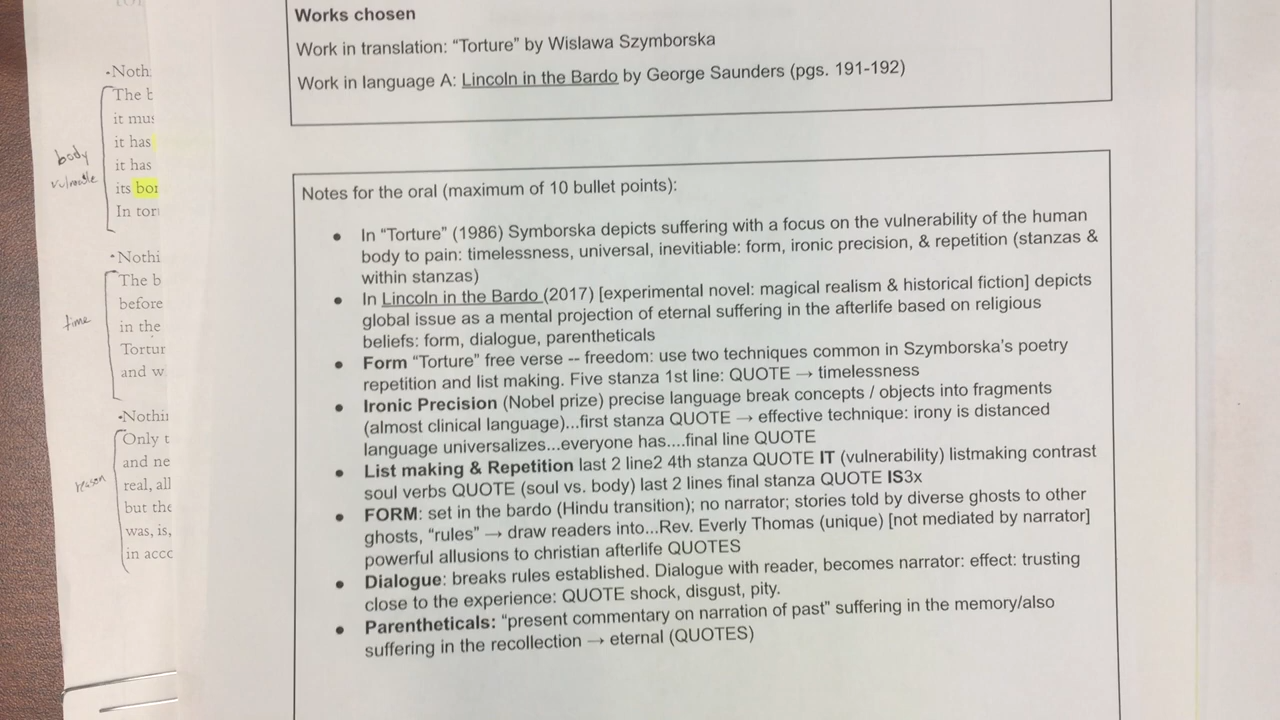 Works chosen
Work in translation: “Torture” by Wislawa Szymborska
Work in language A: Lincoln in the Bardo by George Saunders (pgs. 191-192)
Notes for the oral (maximum of 10 bullet points):
• In “Torture” (1986) Symborska depicts suffering with a focus on the vulnerability of the human
body to pain: timelessness, universal, inevitiable: form, ironic precision, & repetition (stanzas &
within stanzas)
• In Lincoln in the Bardo (2017) [experimental novel: magical realism & historical fiction] depicts
global issue as a mental projection of eternal suffering in the afterlife based on religious
beliefs: form, dialogue, parentheticals
• Form “Torture” free verse -- freedom: use two techniques common in Szymborska's poetry
repetition and list making. Five stanza 1st line: QUOTE → timelessness
• Ironic Precision (Nobel prize) precise language break concepts / objects into fragments
(almost clinical language)...first stanza QUOTE → effective technique: irony is distanced
language universalizes...everyone has....final line QUOTE
• List making & Repetition last 2 line2 4th stanza QUOTE IT (vulnerability) listmaking contrast
soul verbs QUOTE (soul vs. body) last 2 lines final stanza QUOTE IS3x
• FORM: set in the bardo (Hindu transition); no narrator; stories told by diverse ghosts to other
ghosts, “rules” → draw readers into...Rev. Everly Thomas (unique) [not mediated by narrator]
powerful allusions to christian afterlife QUOTES
• Dialogue: breaks rules established. Dialogue with reader, becomes narrator: effect: trusting
close to the experience: QUOTE shock, disgust, pity.
• Parentheticals: “present commentary on narration of past” suffering in the memory/also
suffering in the recollection → eternal (QUOTES)
•Noth
The b
it mus
it has
it has
its bor
In tor
body
•Nothi
The b
before
in the
Tortur
and w
time
•Nothin
Only t
and ne
real, all
but the
was, is,
in acco
reason